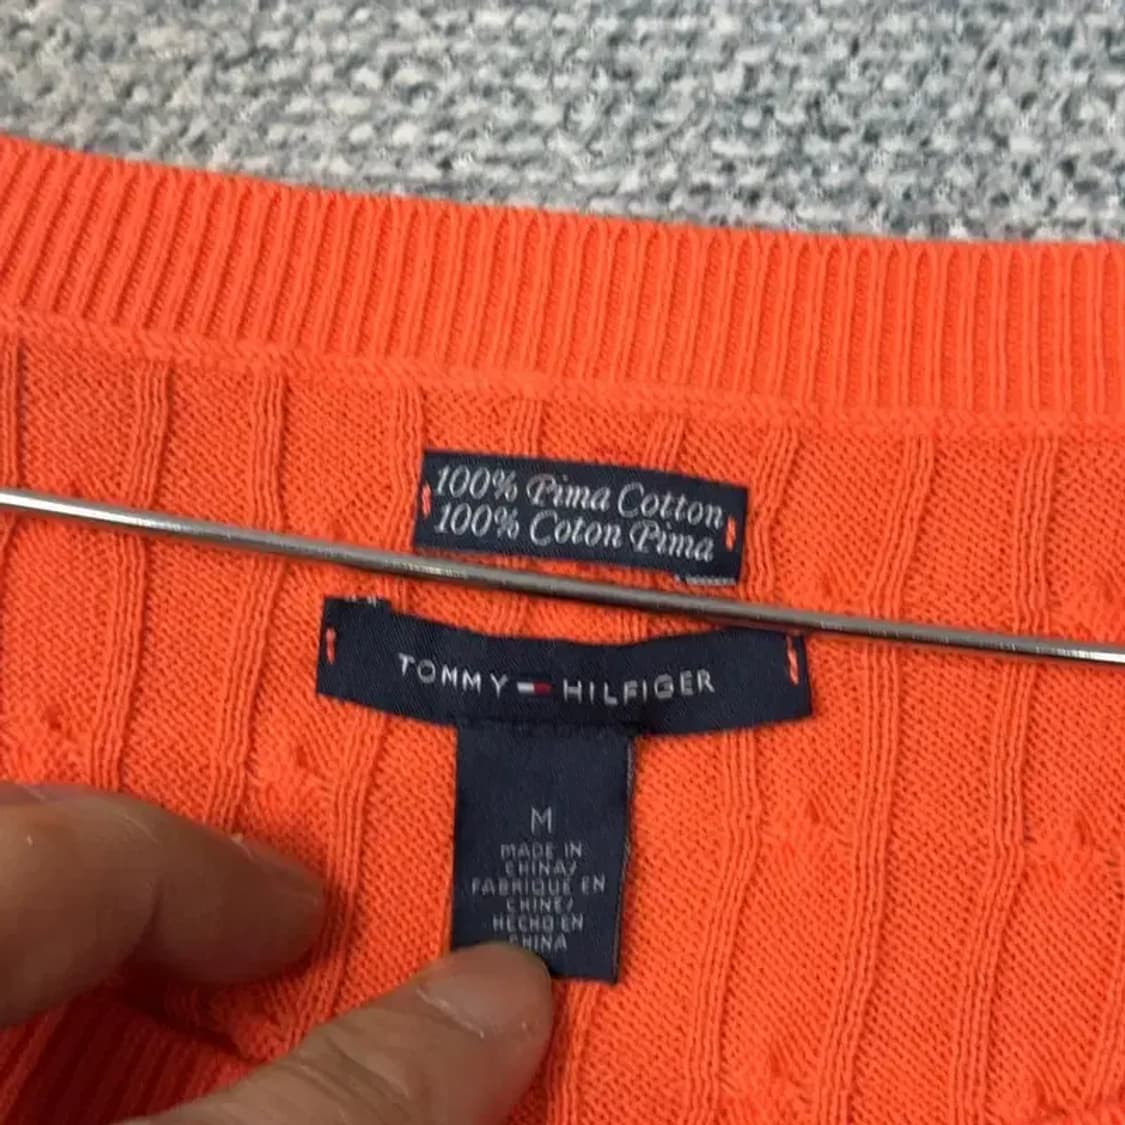 100% Pima Cotton
100% Coton Pima
TOMMY HILFIGER
M
MADE IN
CHINA/
FABRIQUE EN
CHINE/
HECHO EN
CHINA